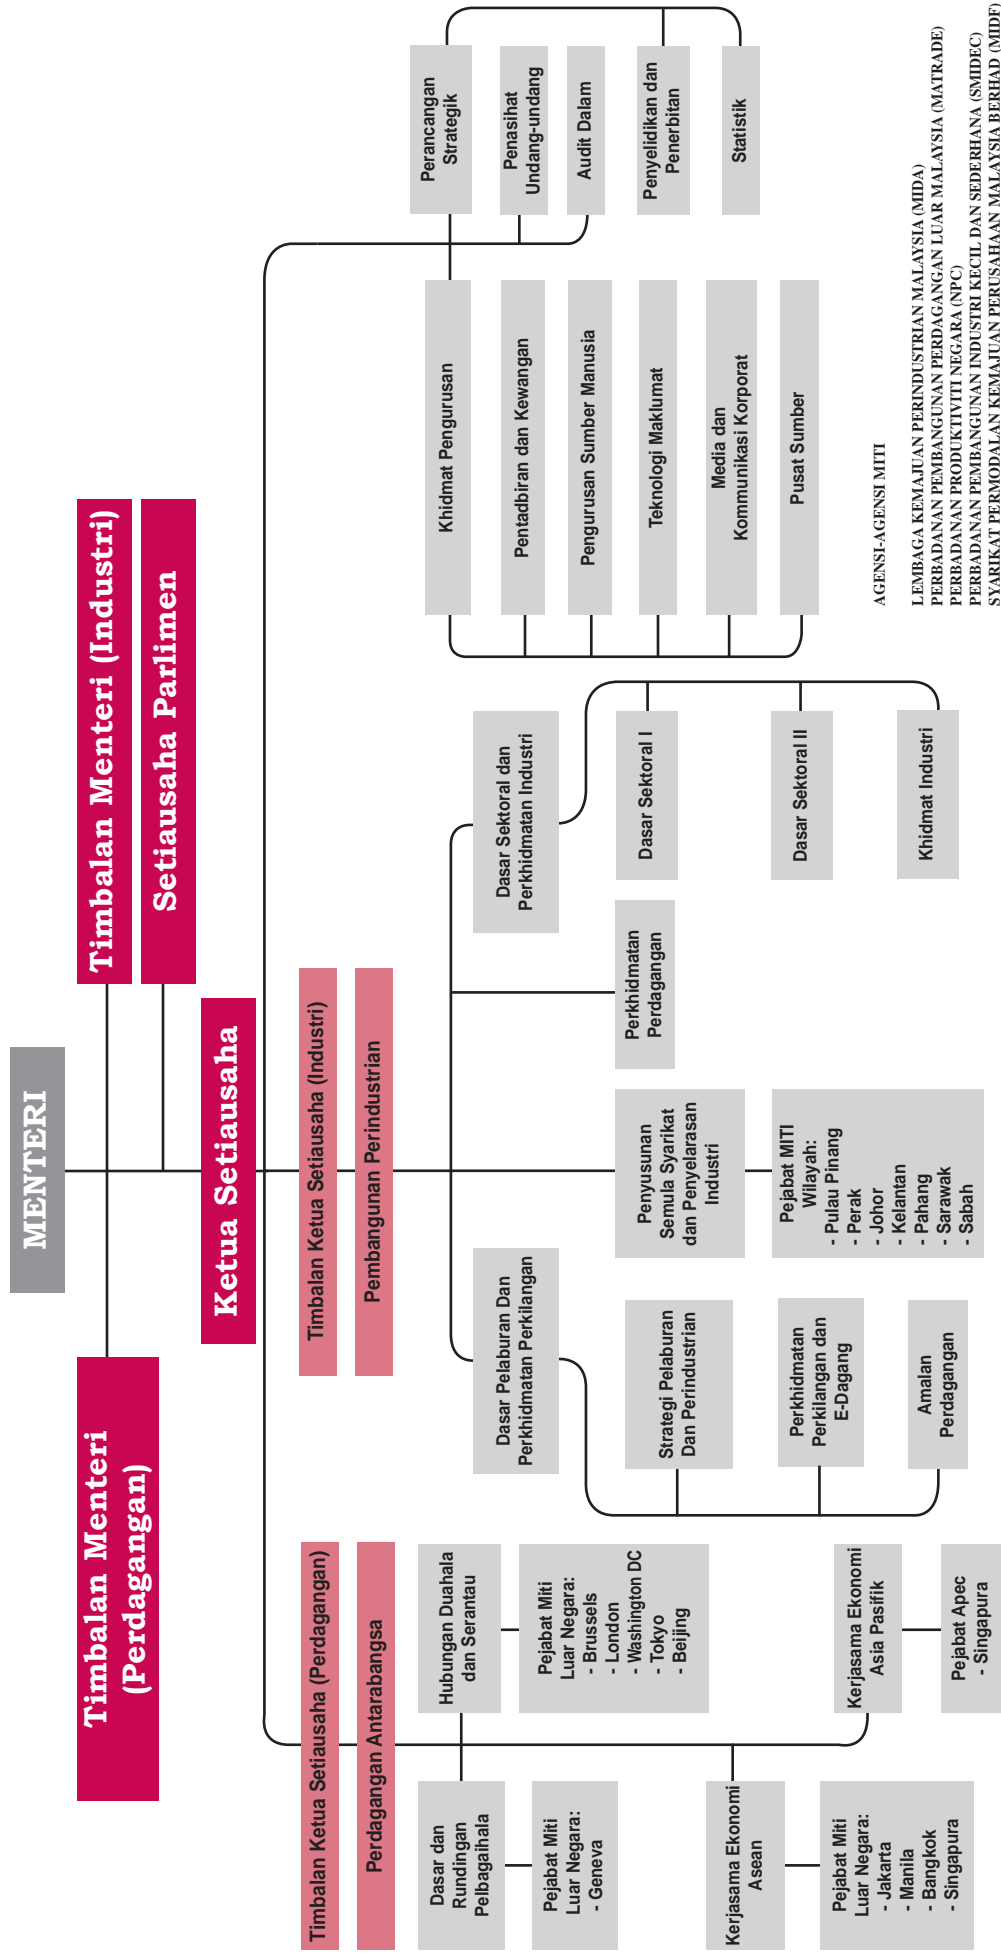 MENTERI
Timbalan Menteri
(Perdagangan)
Timbalan Menteri (Industri)
Setiausaha Parlimen
Ketua Setiausaha
Timbalan Ketua Setiausaha (Perdagangan)
Perdagangan Antarabangsa
Dasar dan
Rundingan
Pelbagaihala
Pejabat Miti
Luar Negara:
- Geneva
Hubungan Duahala
dan Serantau
Pejabat Miti
Luar Negara:
- Brussels
- London
- Washington DC
- Tokyo
- Beijing
Kerjasama Ekonomi
Asean
Pejabat Miti
Luar Negara:
- Jakarta
- Manila
- Bangkok
- Singapura
Kerjasama Ekonomi
Asia Pasifik
Pejabat Apec
- Singapura
Timbalan Ketua Setiausaha (Industri)
Pembangunan Perindustrian
Dasar Pelaburan Dan
Perkhidmatan Perkilangan
Strategi Pelaburan
Dan Perindustrian
Perkhidmatan
Perkilangan dan
E-Dagang
Amalan
Perdagangan
Penyusunan
Semula Syarikat
dan Penyelarasan
Industri
Pejabat MITI
Wilayah:
- Pulau Pinang
- Perak
- Johor
- Kelantan
- Pahang
- Sarawak
- Sabah
Perkhidmatan
Perdagangan
Dasar Sektoral dan
Perkhidmatan Industri
Dasar Sektoral I
Dasar Sektoral II
Khidmat Industri
Khidmat Pengurusan
Pentadbiran dan Kewangan
Pengurusan Sumber Manusia
Teknologi Maklumat
Media dan
Kommunikasi Korporat
Pusat Sumber
Perancangan
Strategik
Penasihat
Undang-undang
Audit Dalam
Penyelidikan dan
Penerbitan
Statistik
AGENSI-AGENSI MITI
LEMBAGA KEMAJUAN PERINDUSTRIAN MALAYSIA (MIDA)
PERBADANAN PEMBANGUNAN PERDAGANGAN LUAR MALAYSIA (MATRADE)
PERBADANAN PRODUKTIVITI NEGARA (NPC)
PERBADANAN PEMBANGUNAN INDUSTRI KECIL DAN SEDERHANA (SMIDEC)
SYARIKAT PERMODALAN KEMAJUAN PERUSAHAAN MALAYSIA BERHAD (MIDF)